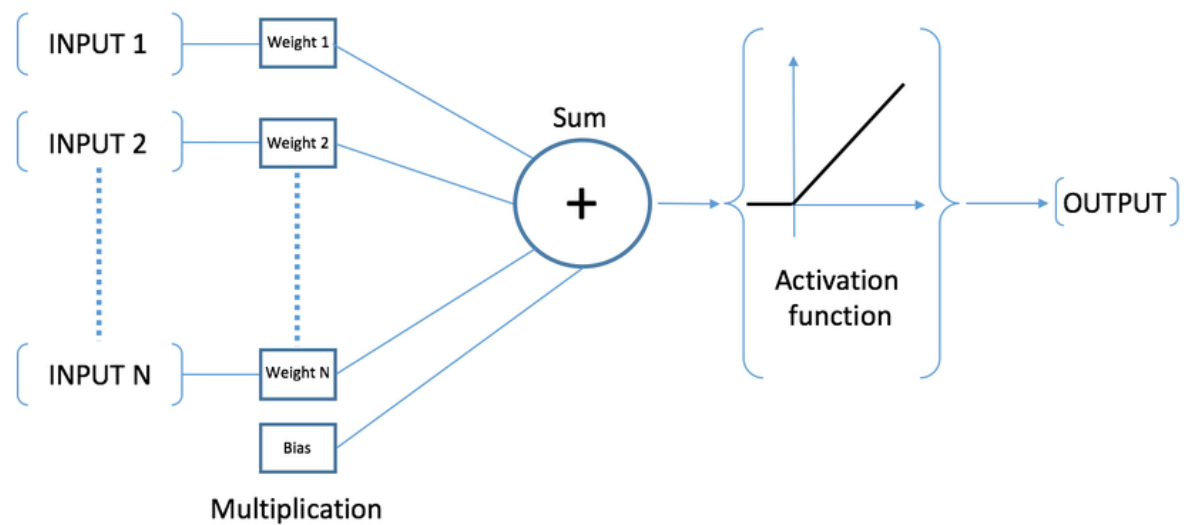 INPUT 1
Weight 1
INPUT 2
Weight 2
Sum
+
OUTPUT
Activation
function
INPUT N
Weight N
Bias
Multiplication